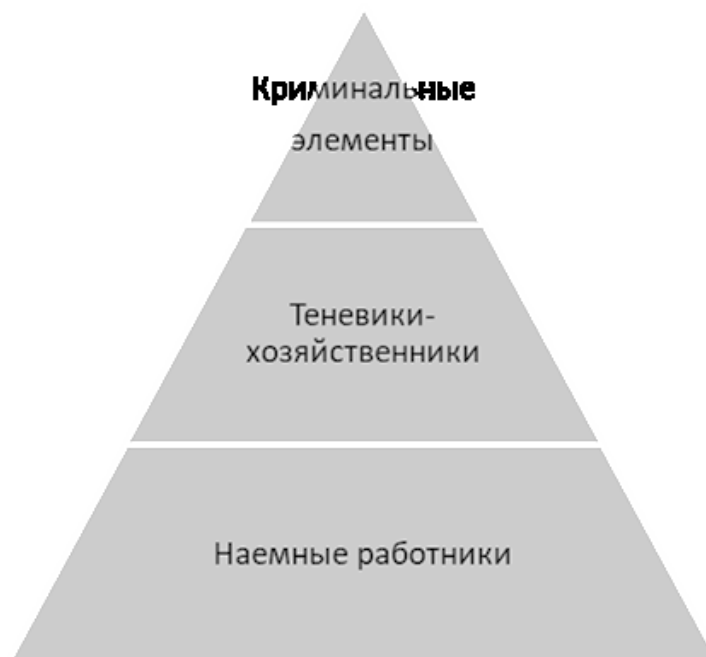 Криминальные
элементы
Теневики-
хозяйственники
Наемные работники